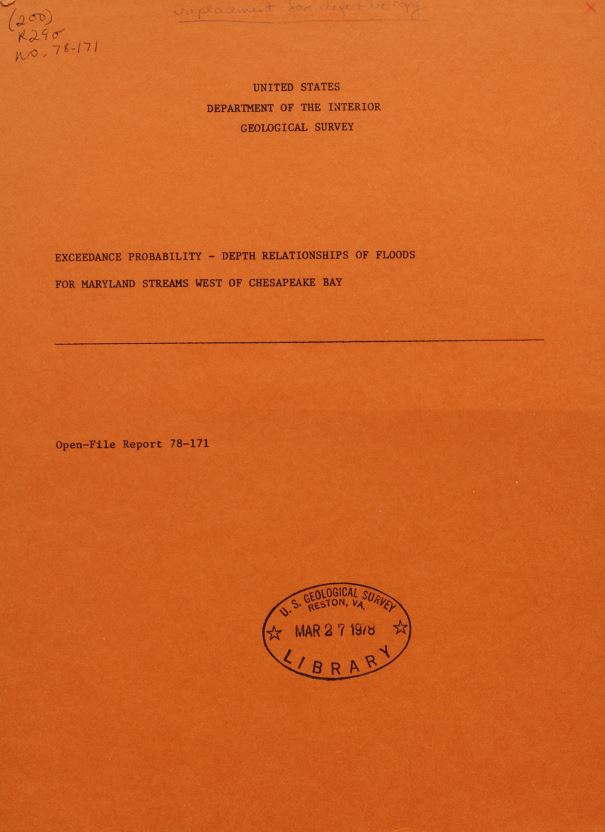 replacement for defective copy
(200)
R290
no. 78-171
UNITED STATES
DEPARTMENT OF THE INTERIOR
GEOLOGICAL SURVEY
EXCEEDANCE PROBABILITY - DEPTH RELATIONSHIPS OF FLOODS
FOR MARYLAND STREAMS WEST OF CHESAPEAKE BAY
Open-File Report 78-171
U. S. GEOLOGICAL SURVEY
RESTON, VA.
MAR 27 1978
LIBRARY